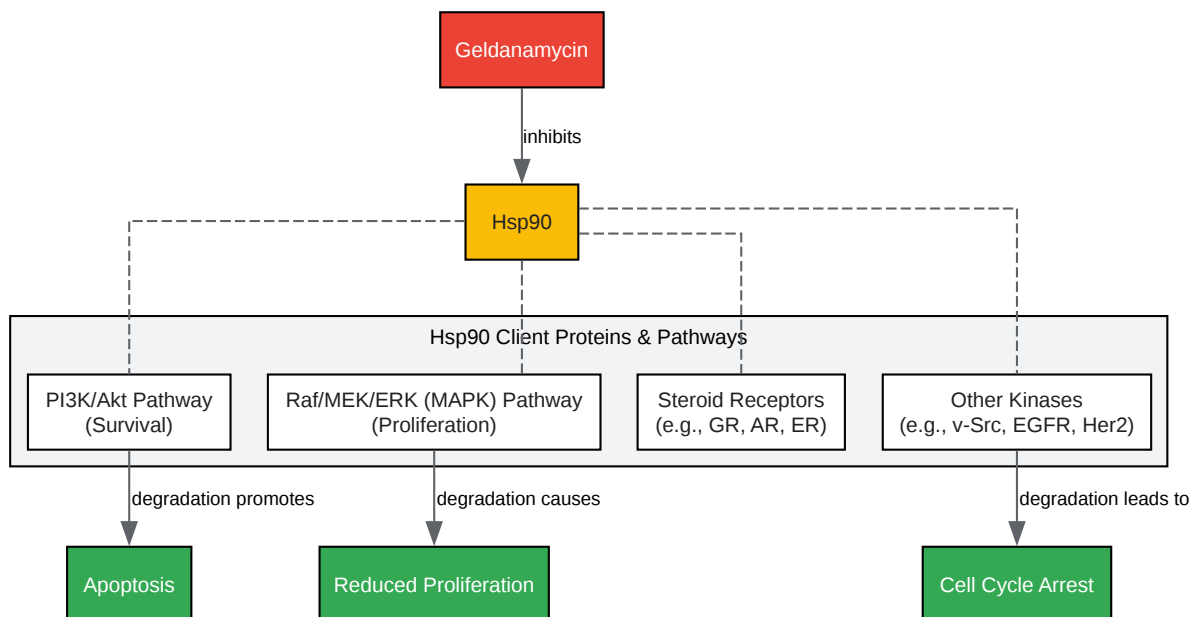 Geldanamycin
inhibits
Hsp90
Hsp90 Client Proteins & Pathways
PI3K/Akt Pathway
(Survival)
Raf/MEK/ERK (MAPK) Pathway
(Proliferation)
Steroid Receptors
(e.g., GR, AR, ER)
Other Kinases
(e.g., v-Src, EGFR, Her2)
degradation promotes
degradation causes
degradation leads to
Apoptosis
Reduced Proliferation
Cell Cycle Arrest